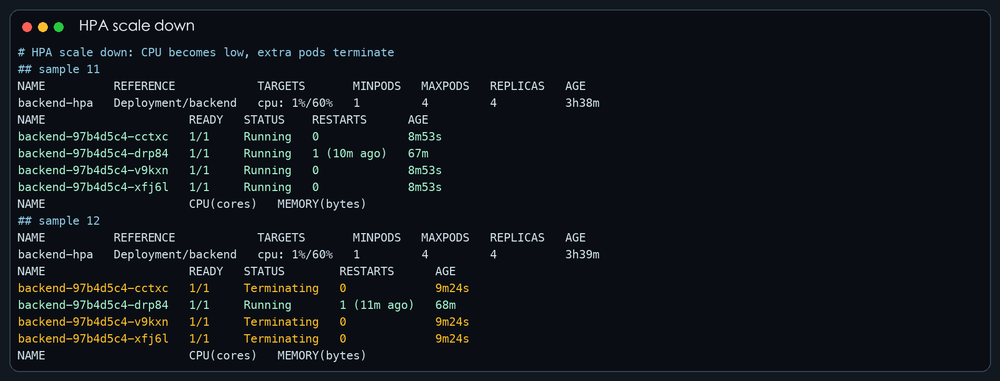 HPA scale down
# HPA scale down: CPU becomes low, extra pods terminate
## sample 11
NAME          REFERENCE            TARGETS       MINPODS   MAXPODS   REPLICAS   AGE
backend-hpa   Deployment/backend   cpu: 1%/60%   1         4         4          3h38m
NAME                     READY   STATUS    RESTARTS      AGE
backend-97b4d5c4-cctxc   1/1     Running   0             8m53s
backend-97b4d5c4-drp84   1/1     Running   1 (10m ago)   67m
backend-97b4d5c4-v9kxn   1/1     Running   0             8m53s
backend-97b4d5c4-xfj6l   1/1     Running   0             8m53s
NAME                     CPU(cores)   MEMORY(bytes)
## sample 12
NAME          REFERENCE            TARGETS       MINPODS   MAXPODS   REPLICAS   AGE
backend-hpa   Deployment/backend   cpu: 1%/60%   1         4         4          3h39m
NAME                     READY   STATUS        RESTARTS      AGE
backend-97b4d5c4-cctxc   1/1     Terminating   0             9m24s
backend-97b4d5c4-drp84   1/1     Running       1 (11m ago)   68m
backend-97b4d5c4-v9kxn   1/1     Terminating   0             9m24s
backend-97b4d5c4-xfj6l   1/1     Terminating   0             9m24s
NAME                     CPU(cores)   MEMORY(bytes)